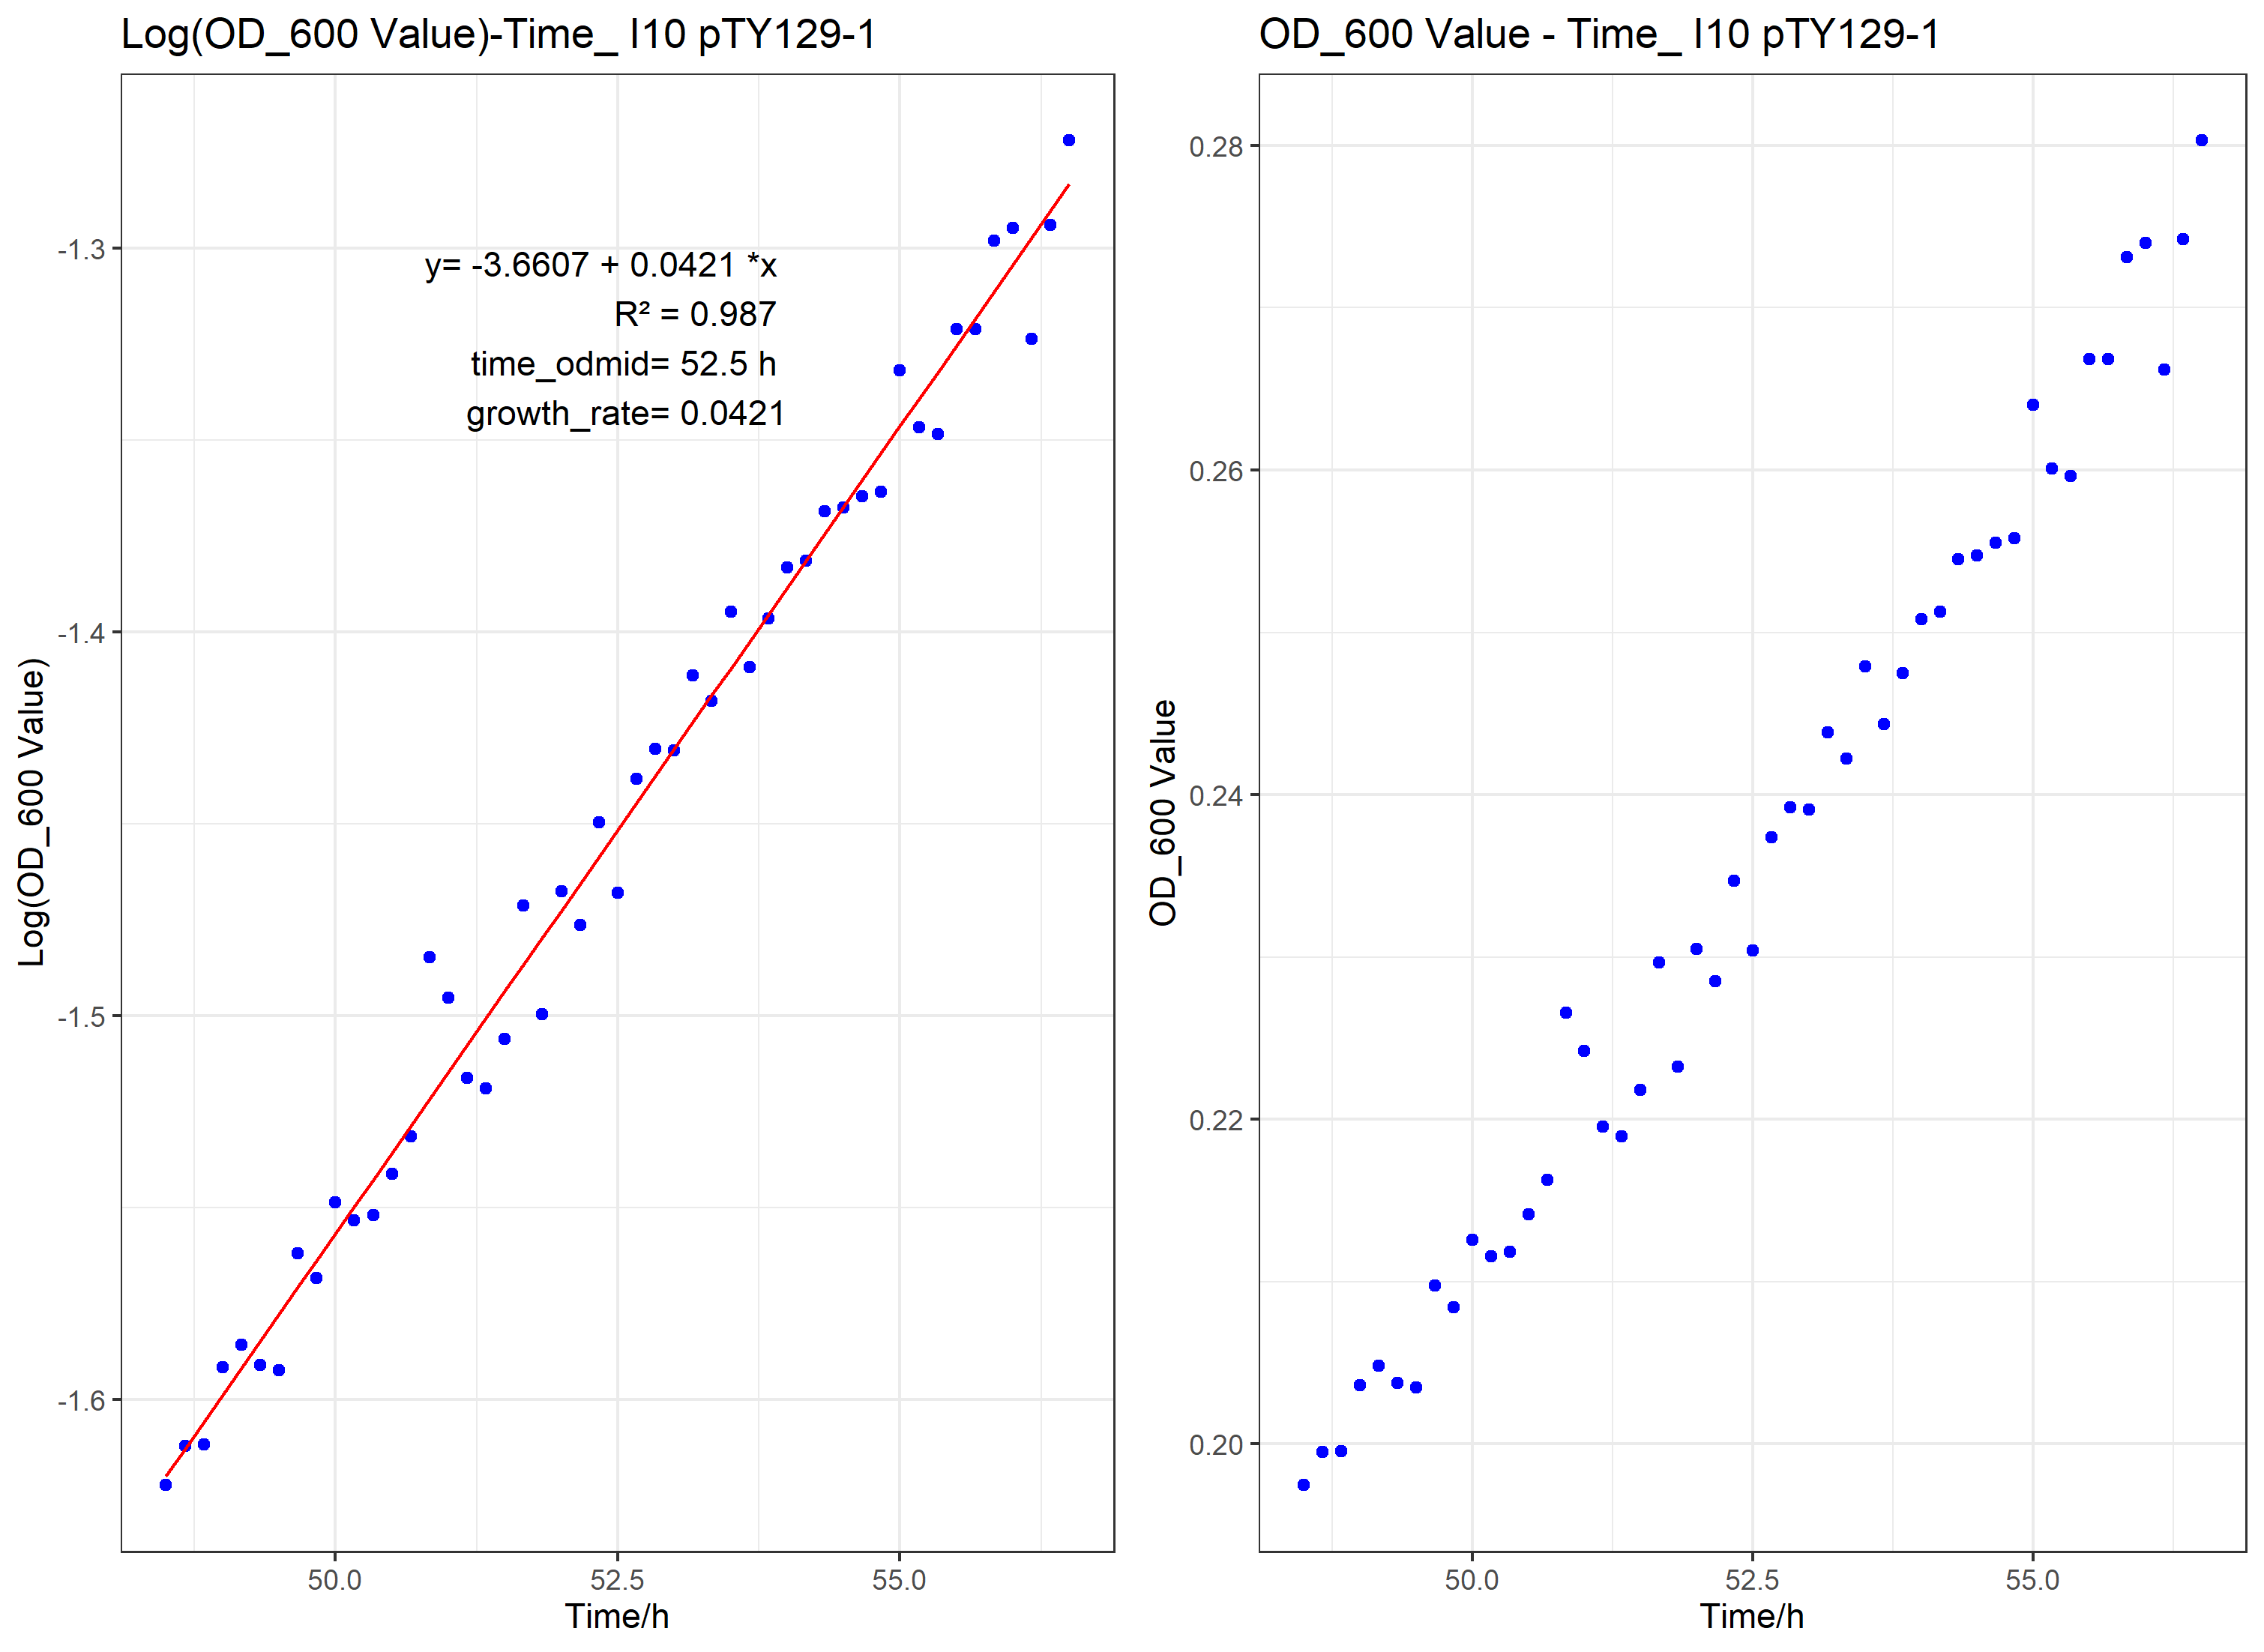 Log(OD_600 Value)-Time_ I10 pTY129-1
Log(OD_600 Value)
-1.3
-1.4
-1.5
-1.6
y= -3.6607 + 0.0421 *x
R² = 0.987
time_odmid= 52.5 h
growth_rate= 0.0421
50.0
52.5
55.0
Time/h
OD_600 Value - Time_ I10 pTY129-1
OD_600 Value
0.28
0.26
0.24
0.22
0.20
50.0
52.5
55.0
Time/h